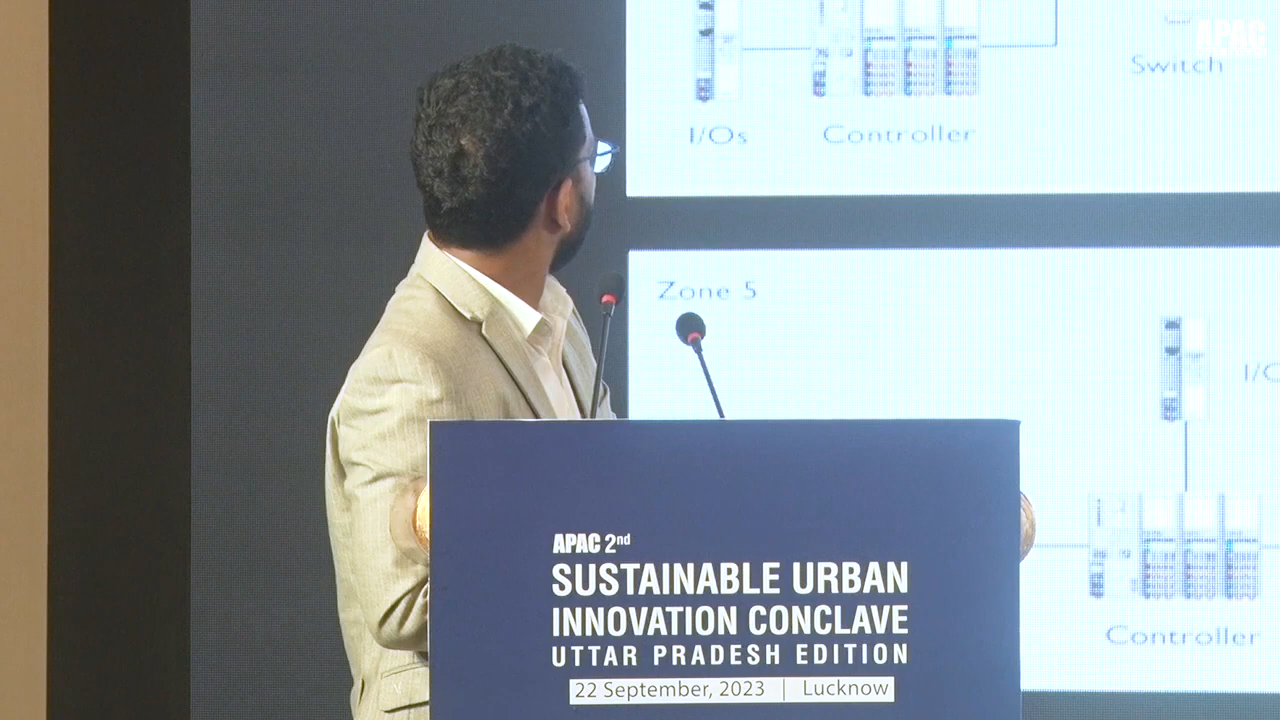 APAC
Switch
I/Os
Controller
Zone 5
I/O
Controller
APAC 2nd
SUSTAINABLE URBAN
INNOVATION CONCLAVE
UTTAR PRADESH EDITION
22 September, 2023 | Lucknow